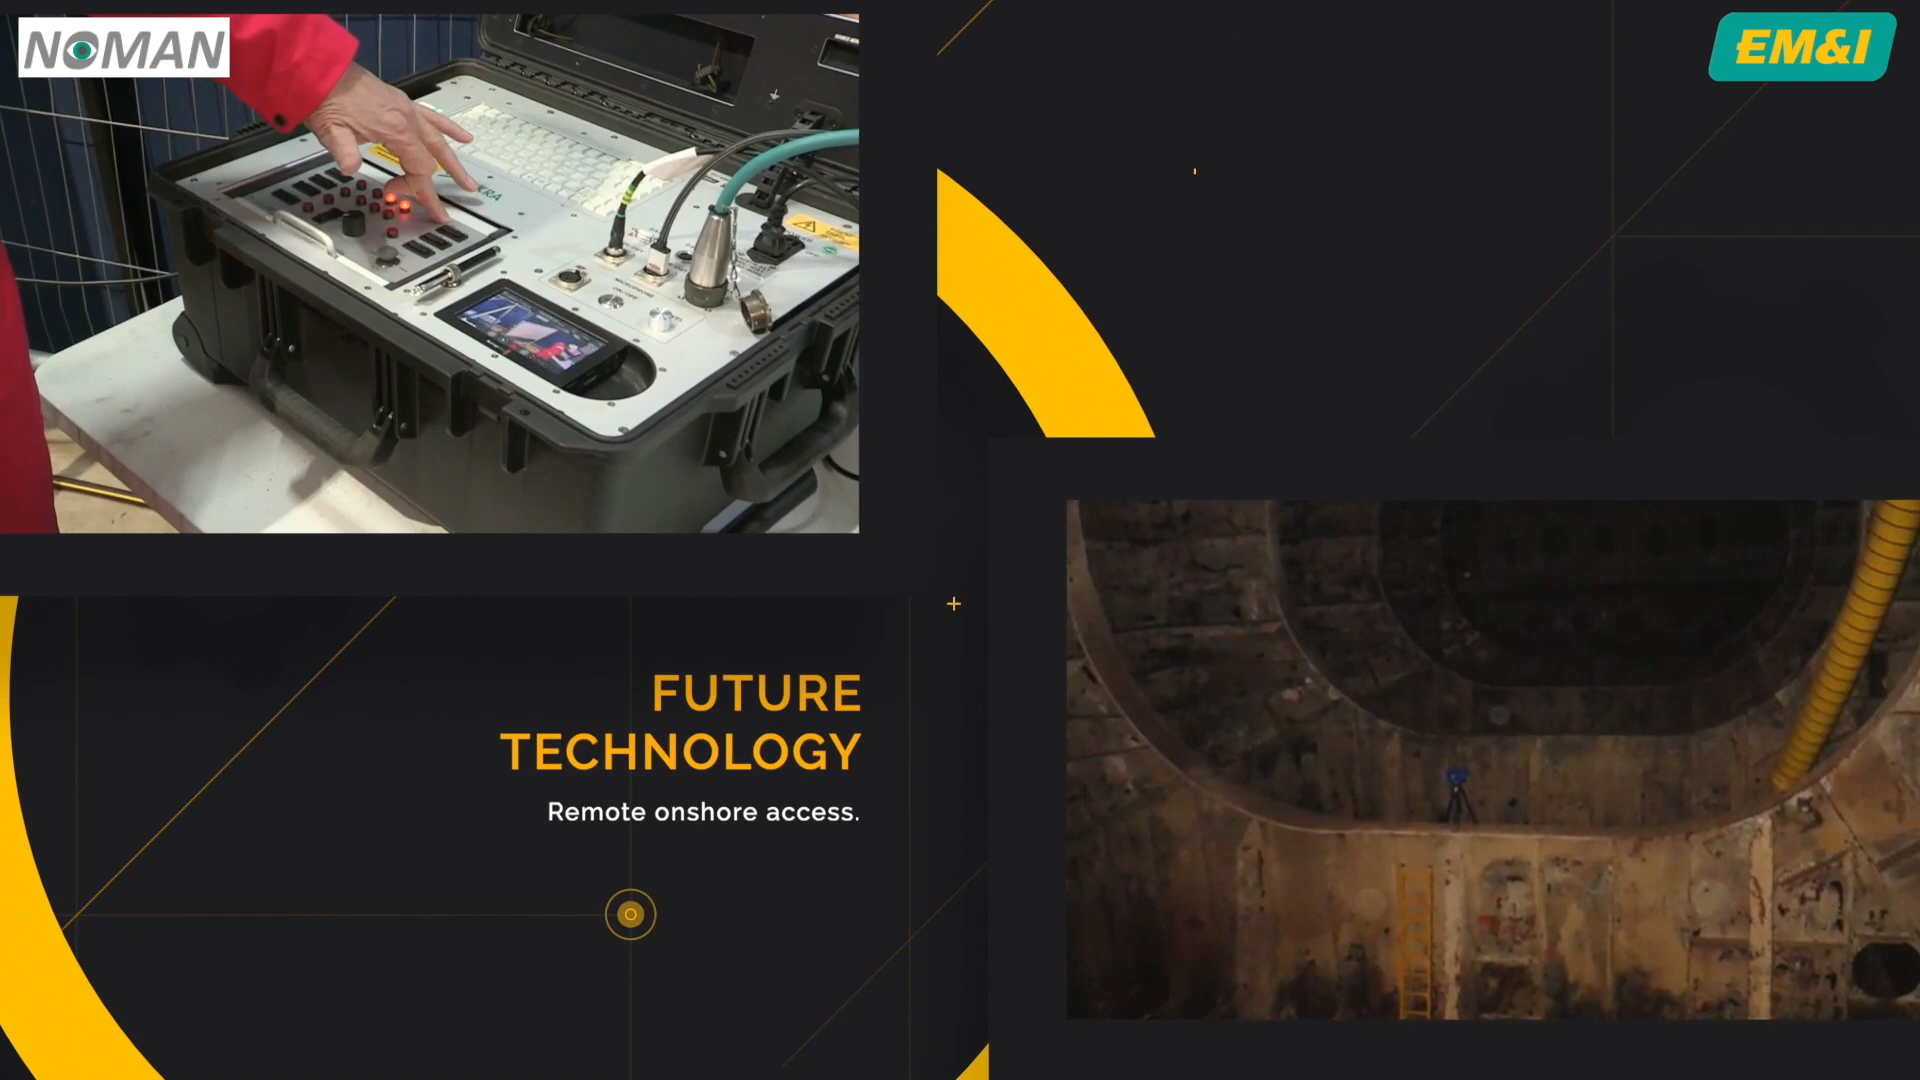 NOMAN
EM&I
FUTURE
TECHNOLOGY
Remote onshore access.